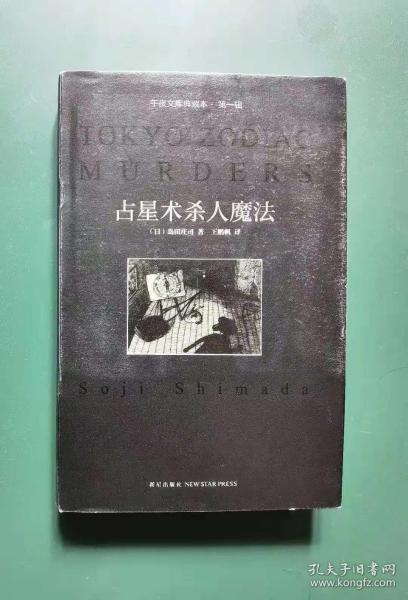 午夜文库典藏本·第一辑
TOKYO ZODIAC
MURDERS
占星术杀人魔法
（日）岛田庄司 著 王鹏帆 译
Soji Shimada
新星出版社 NEW STAR PRESS
孔夫子旧书网
www.kongfz.com